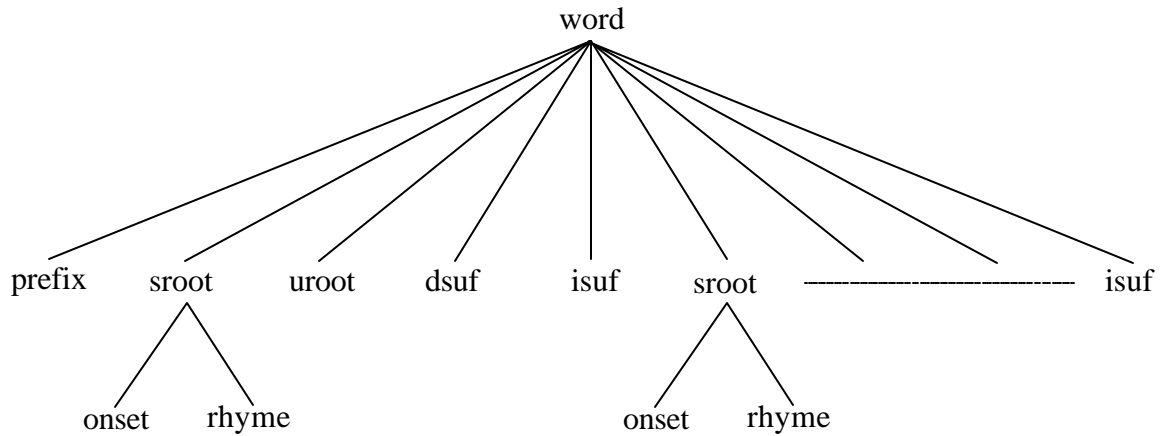 word
prefix sroot uroot dsuf isuf sroot isuf
onset rhyme onset rhyme